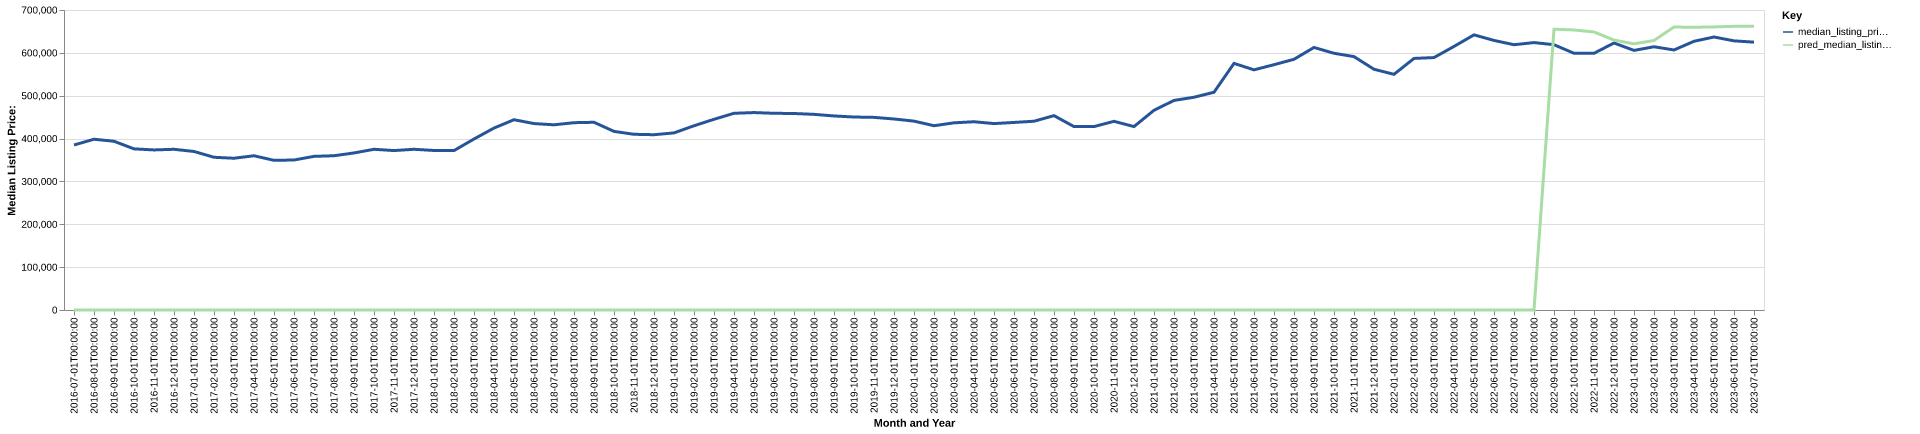 700,000
600,000
500,000
400,000
300,000
200,000
100,000
0
Median Listing Price:
2016-07-01T00:00:00
2016-08-01T00:00:00
2016-09-01T00:00:00
2016-10-01T00:00:00
2016-11-01T00:00:00
2016-12-01T00:00:00
2017-01-01T00:00:00
2017-02-01T00:00:00
2017-03-01T00:00:00
2017-04-01T00:00:00
2017-05-01T00:00:00
2017-06-01T00:00:00
2017-07-01T00:00:00
2017-08-01T00:00:00
2017-09-01T00:00:00
2017-10-01T00:00:00
2017-11-01T00:00:00
2017-12-01T00:00:00
2018-01-01T00:00:00
2018-02-01T00:00:00
2018-03-01T00:00:00
2018-04-01T00:00:00
2018-05-01T00:00:00
2018-06-01T00:00:00
2018-07-01T00:00:00
2018-08-01T00:00:00
2018-09-01T00:00:00
2018-10-01T00:00:00
2018-11-01T00:00:00
2018-12-01T00:00:00
2019-01-01T00:00:00
2019-02-01T00:00:00
2019-03-01T00:00:00
2019-04-01T00:00:00
2019-05-01T00:00:00
2019-06-01T00:00:00
2019-07-01T00:00:00
2019-08-01T00:00:00
2019-09-01T00:00:00
2019-10-01T00:00:00
2019-11-01T00:00:00
2019-12-01T00:00:00
2020-01-01T00:00:00
2020-02-01T00:00:00
2020-03-01T00:00:00
2020-04-01T00:00:00
2020-05-01T00:00:00
2020-06-01T00:00:00
2020-07-01T00:00:00
2020-08-01T00:00:00
2020-09-01T00:00:00
2020-10-01T00:00:00
2020-11-01T00:00:00
2020-12-01T00:00:00
2021-01-01T00:00:00
2021-02-01T00:00:00
2021-03-01T00:00:00
2021-04-01T00:00:00
2021-05-01T00:00:00
2021-06-01T00:00:00
2021-07-01T00:00:00
2021-08-01T00:00:00
2021-09-01T00:00:00
2021-10-01T00:00:00
2021-11-01T00:00:00
2021-12-01T00:00:00
2022-01-01T00:00:00
2022-02-01T00:00:00
2022-03-01T00:00:00
2022-04-01T00:00:00
2022-05-01T00:00:00
2022-06-01T00:00:00
2022-07-01T00:00:00
2022-08-01T00:00:00
2022-09-01T00:00:00
2022-10-01T00:00:00
2022-11-01T00:00:00
2022-12-01T00:00:00
2023-01-01T00:00:00
2023-02-01T00:00:00
2023-03-01T00:00:00
2023-04-01T00:00:00
2023-05-01T00:00:00
2023-06-01T00:00:00
2023-07-01T00:00:00
Month and Year
Key
median_listing_pri…
pred_median_listin…